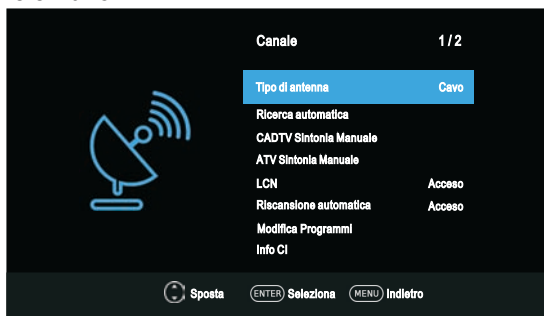 Canale 1 / 2
Tipo di antenna Cavo
Ricerca automatica
CADTV Sintonia Manuale
ATV Sintonia Manuale
LCN Acceso
Riscansione automatica Acceso
Modifica Programmi
Info CI
Sposta ENTER Seleziona MENU Indietro